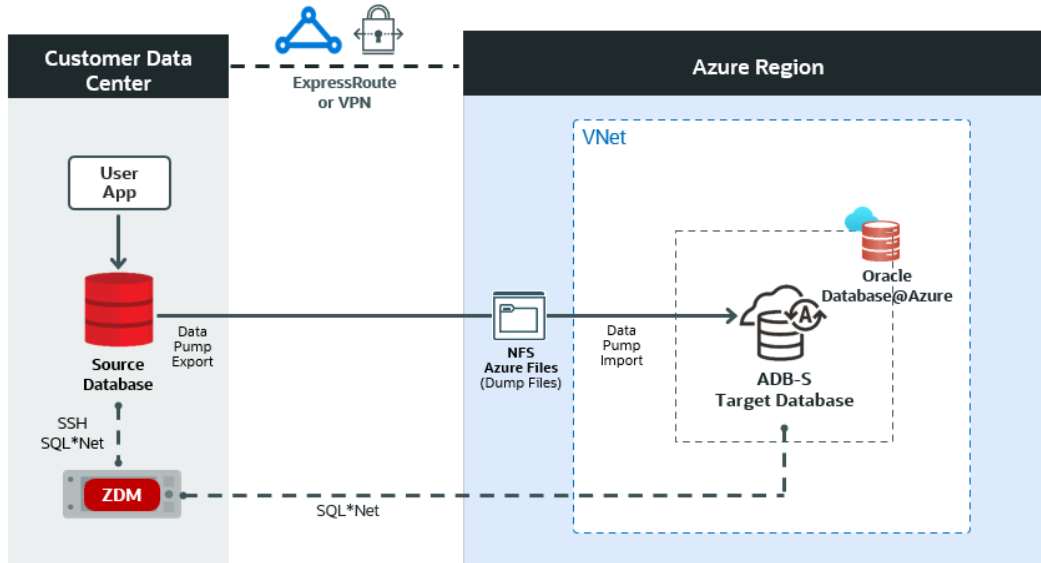 Customer Data
Center
ExpressRoute
or VPN
Azure Region
VNet
User
App
Oracle
Database@Azure
A
Data
Pump
Export
NFS
Azure Files
(Dump Files)
Data
Pump
Import
Source
Database
ADB-S
Target Database
SSH
SQL*Net
ZDM
SQL*Net